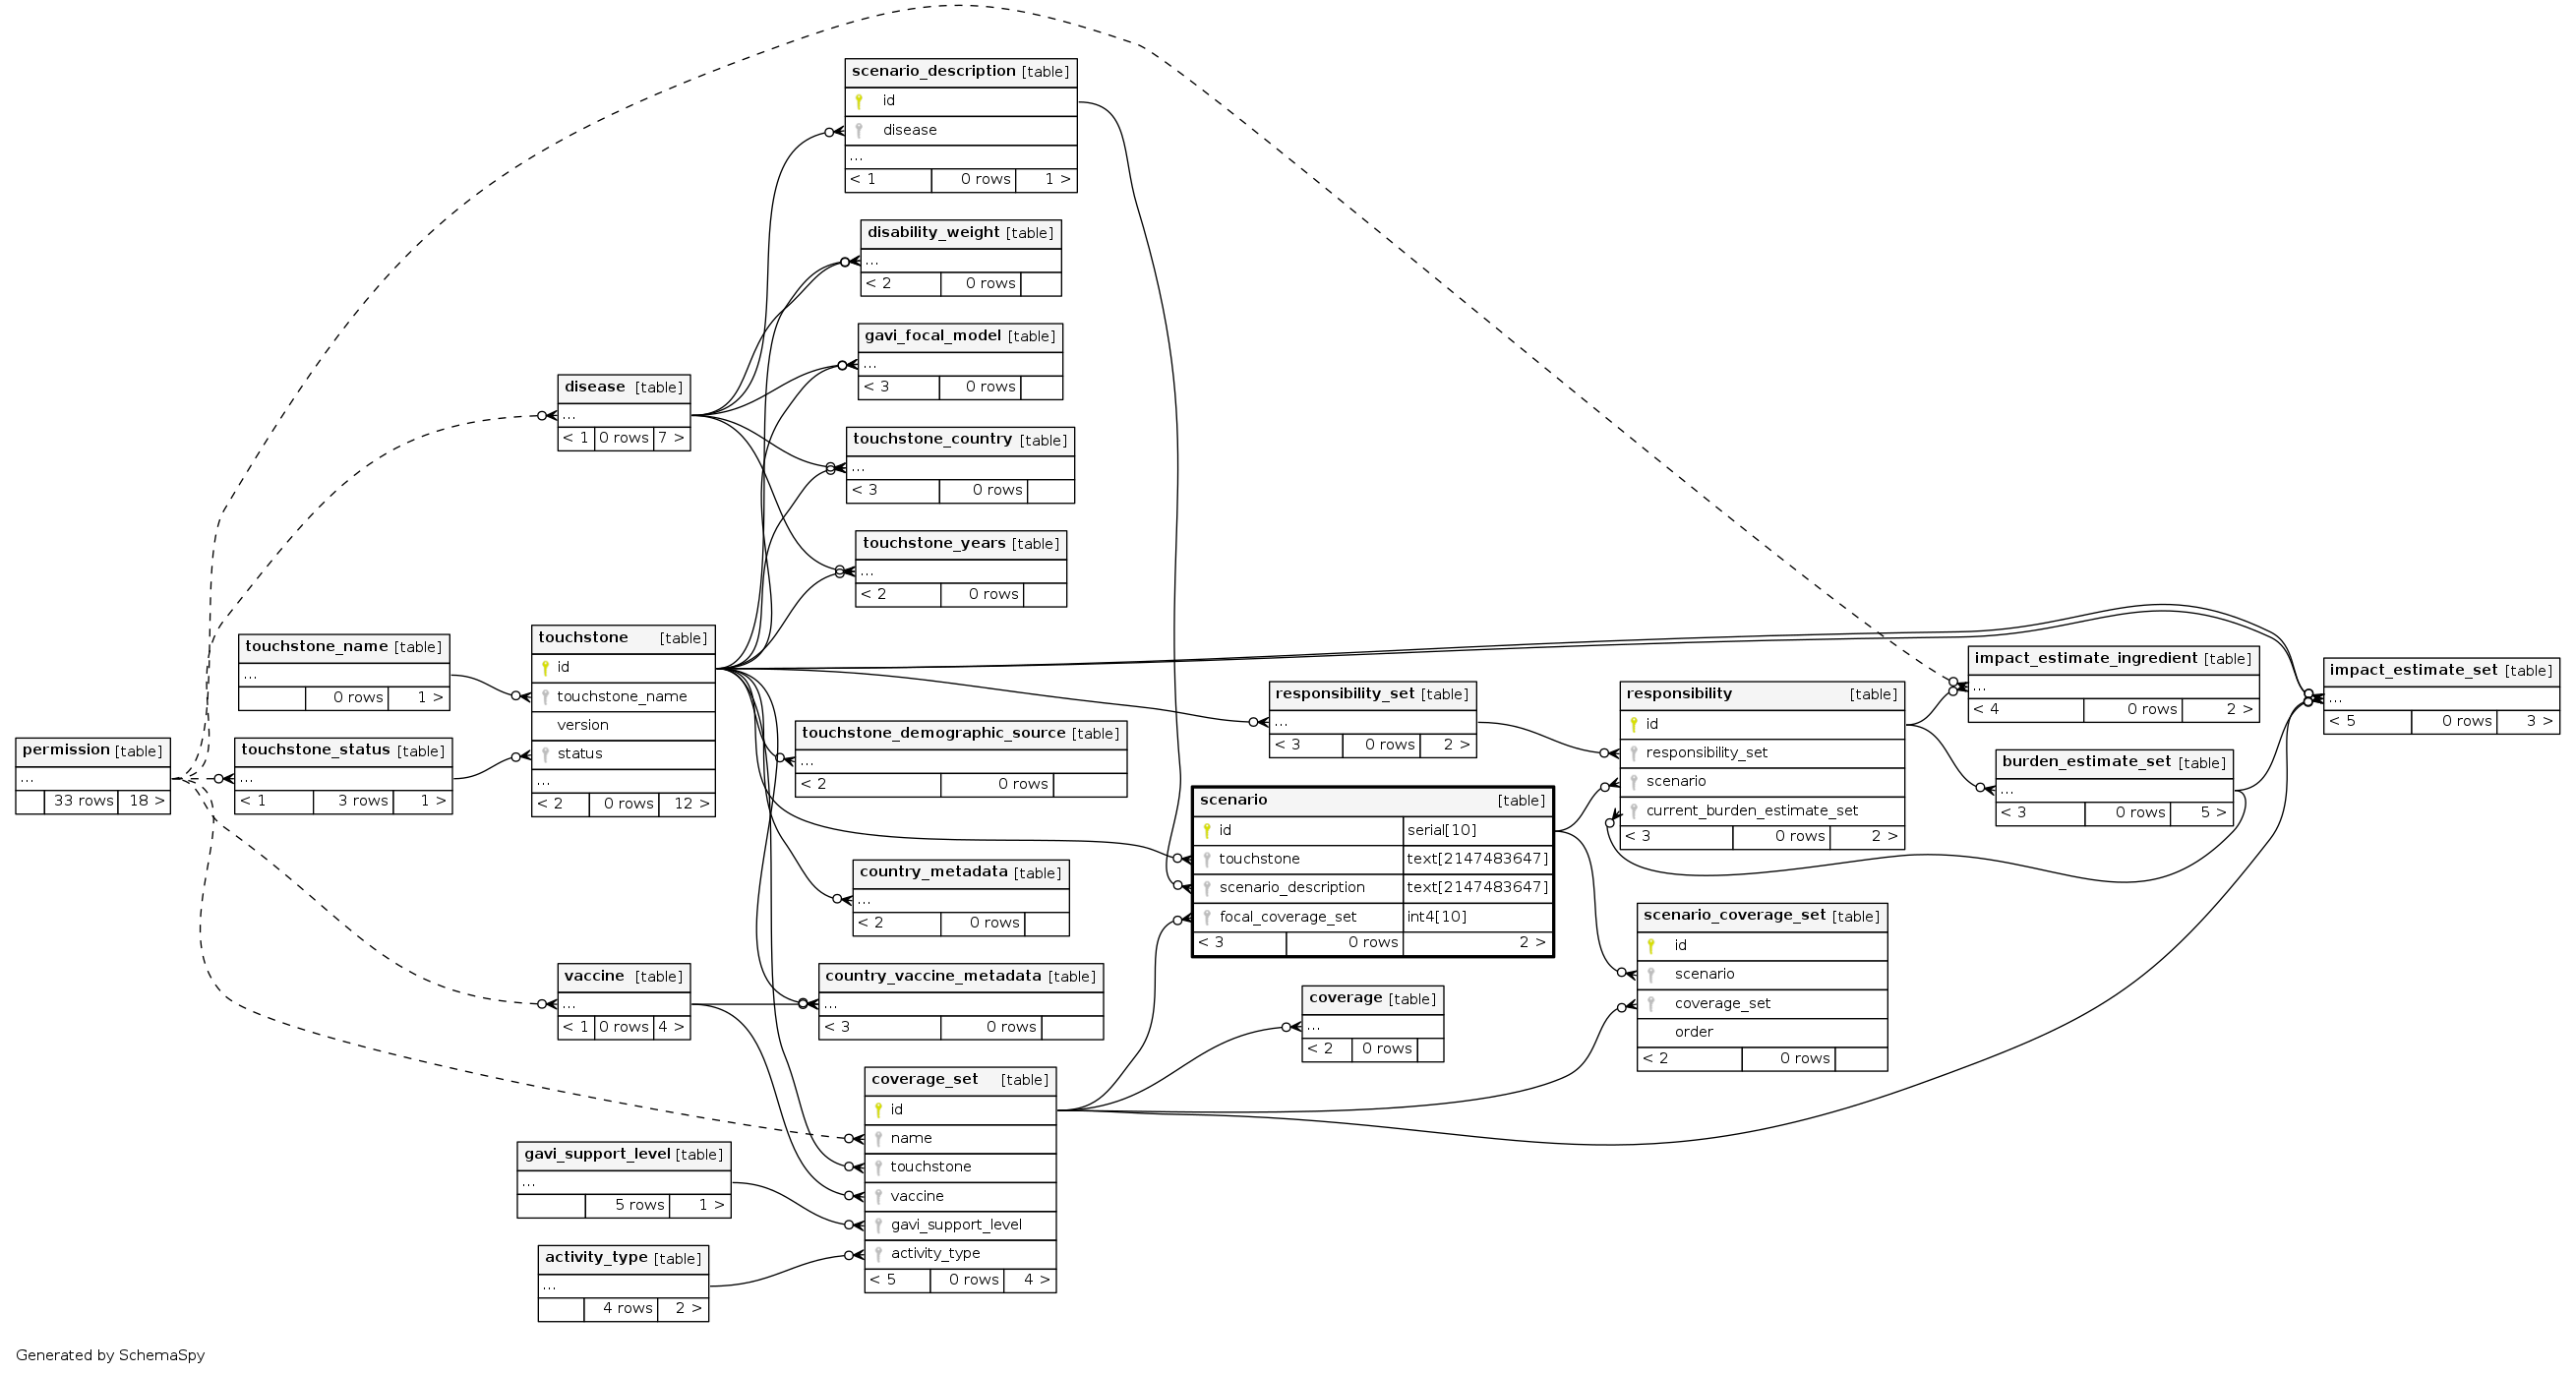 scenario_description [table]
id
disease
...
< 1 0 rows 1 >
disability_weight [table]
...
< 2 0 rows
gavi_focal_model [table]
...
< 3 0 rows
disease [table]
...
< 1 0 rows 7 >
touchstone_country [table]
...
< 3 0 rows
touchstone_years [table]
...
< 2 0 rows
touchstone_name [table]
...
0 rows 1 >
permission [table]
...
33 rows 18 >
touchstone_status [table]
...
< 1 3 rows 1 >
touchstone [table]
id
touchstone_name
version
status
...
< 2 0 rows 12 >
touchstone_demographic_source [table]
...
< 2 0 rows
country_metadata [table]
...
< 2 0 rows
vaccine [table]
...
< 1 0 rows 4 >
country_vaccine_metadata [table]
...
< 3 0 rows
coverage_set [table]
id
name
touchstone
vaccine
gavi_support_level
activity_type
< 5 0 rows 4 >
gavi_support_level [table]
...
5 rows 1 >
activity_type [table]
...
4 rows 2 >
responsibility_set [table]
...
< 3 0 rows 2 >
scenario [table]
id serial[10]
touchstone text[2147483647]
scenario_description text[2147483647]
focal_coverage_set int4[10]
< 3 0 rows 2 >
coverage [table]
...
< 2 0 rows
responsibility [table]
id
responsibility_set
scenario
current_burden_estimate_set
< 3 0 rows 2 >
scenario_coverage_set [table]
id
scenario
coverage_set
order
< 2 0 rows
impact_estimate_ingredient [table]
...
< 4 0 rows 2 >
burden_estimate_set [table]
...
< 3 0 rows 5 >
impact_estimate_set [table]
...
< 5 0 rows 3 >
Generated by SchemaSpy